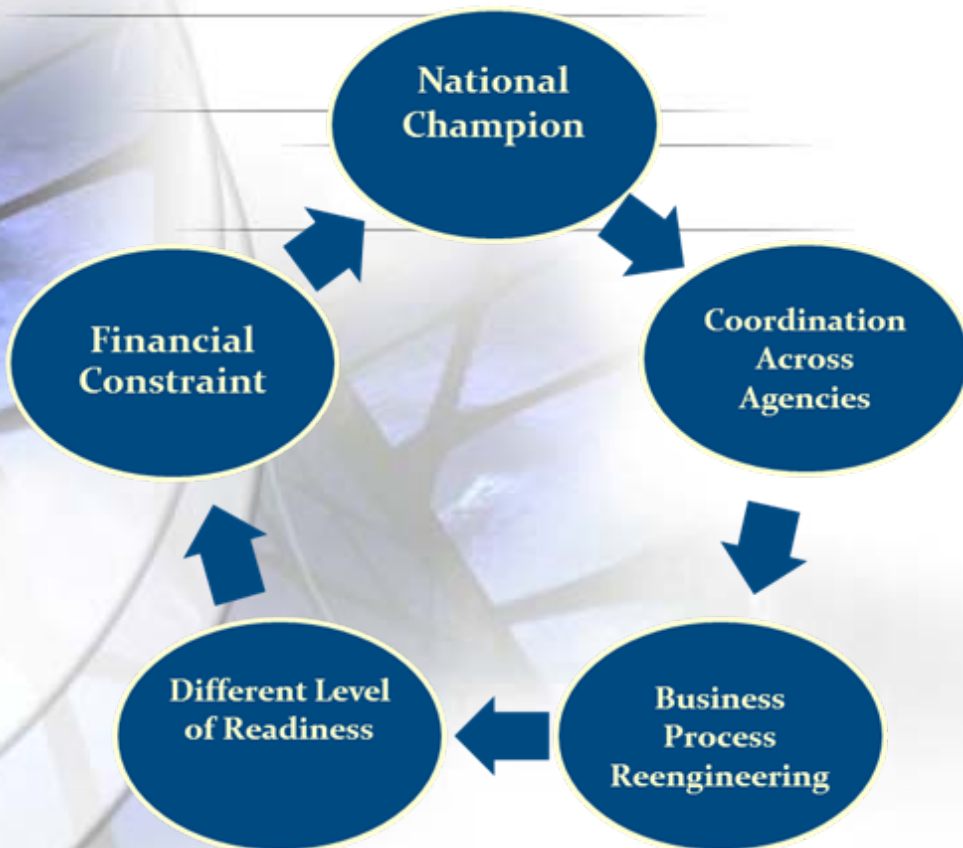 National
Champion
Coordination
Across
Agencies
Business
Process
Reengineering
Different Level
of Readiness
Financial
Constraint